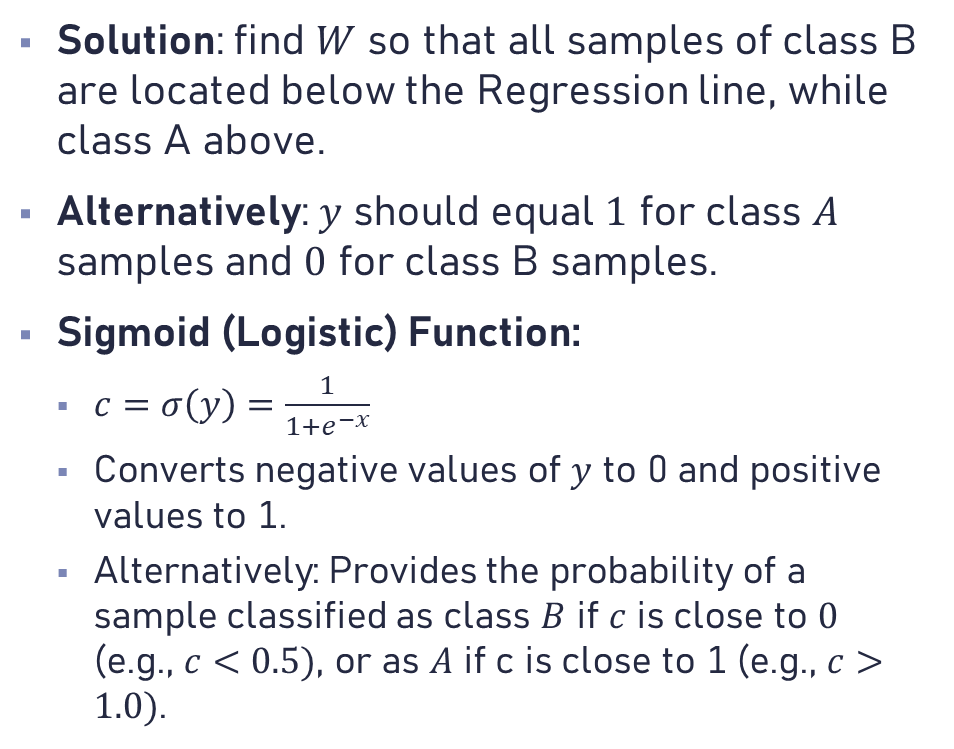 ▪ Solution: find W so that all samples of class B
are located below the Regression line, while
class A above.
▪ Alternatively: y should equal 1 for class A
samples and 0 for class B samples.
▪ Sigmoid (Logistic) Function:
▪ c = σ(y) = 1/(1+e^−x)
▪ Converts negative values of y to 0 and positive
values to 1.
▪ Alternatively: Provides the probability of a
sample classified as class B if c is close to 0
(e.g., c < 0.5), or as A if c is close to 1 (e.g., c >
1.0).